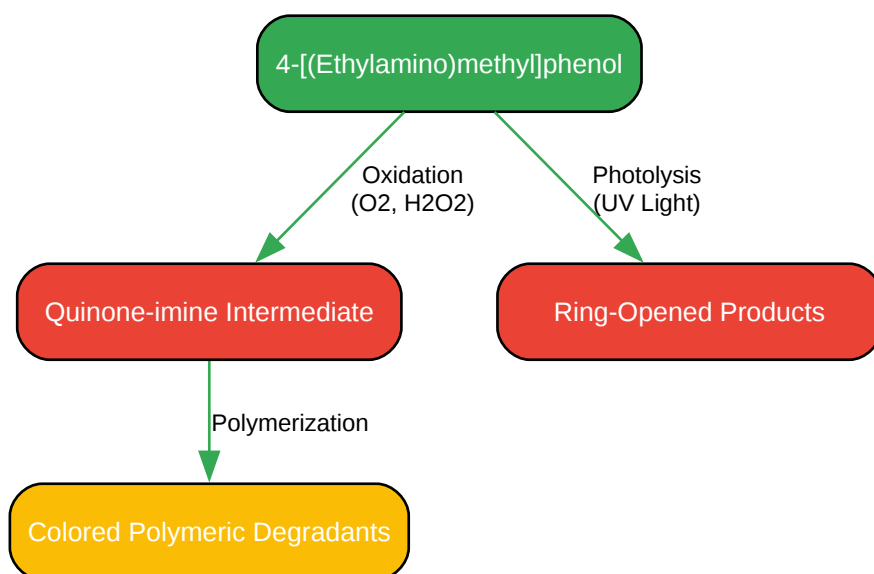 4-[(Ethylamino)methyl]phenol
Oxidation
(O2, H2O2)
Photolysis
(UV Light)
Quinone-imine Intermediate
Ring-Opened Products
Polymerization
Colored Polymeric Degradants